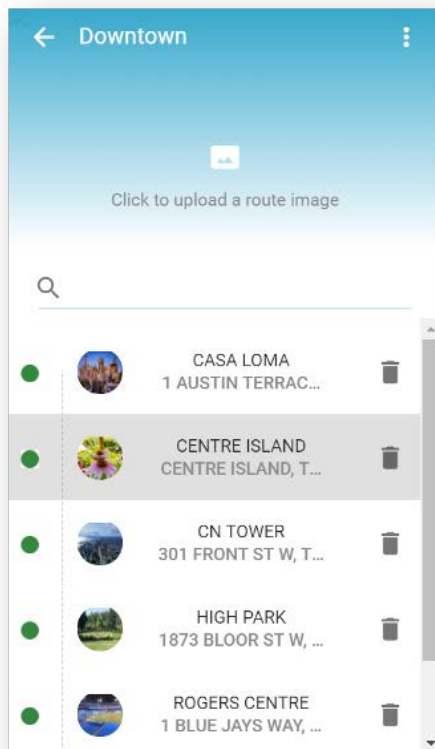 Downtown
Click to upload a route image
CASA LOMA
1 AUSTIN TERRAC...
CENTRE ISLAND
CENTRE ISLAND, T...
CN TOWER
301 FRONT ST W, T...
HIGH PARK
1873 BLOOR ST W, ...
ROGERS CENTRE
1 BLUE JAYS WAY, ...